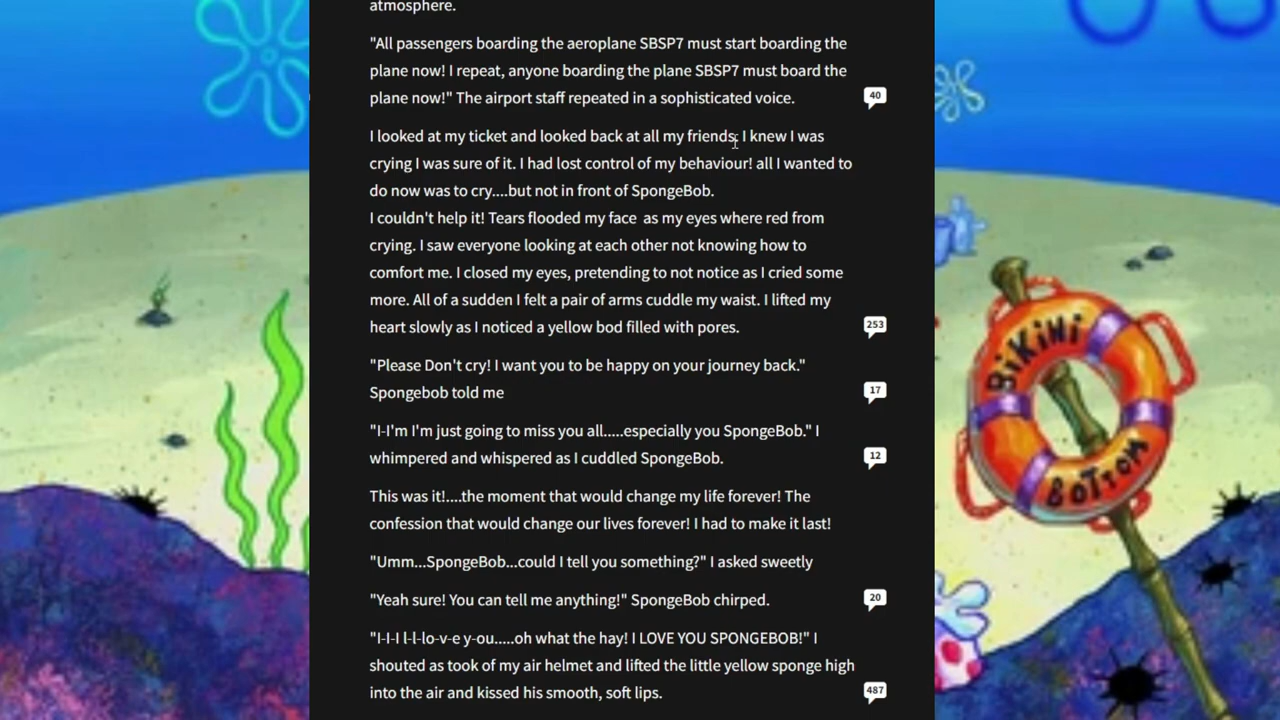 atmosphere.
"All passengers boarding the aeroplane SBSP7 must start boarding the
plane now! I repeat, anyone boarding the plane SBSP7 must board the
plane now!" The airport staff repeated in a sophisticated voice.
40
I looked at my ticket and looked back at all my friends, I knew I was
crying I was sure of it. I had lost control of my behaviour! all I wanted to
do now was to cry....but not in front of SpongeBob.
I couldn't help it! Tears flooded my face  as my eyes where red from
crying. I saw everyone looking at each other not knowing how to
comfort me. I closed my eyes, pretending to not notice as I cried some
more. All of a sudden I felt a pair of arms cuddle my waist. I lifted my
heart slowly as I noticed a yellow bod filled with pores.
253
"Please Don't cry! I want you to be happy on your journey back."
Spongebob told me
17
"I-I'm I'm just going to miss you all.....especially you SpongeBob." I
whimpered and whispered as I cuddled SpongeBob.
12
This was it!....the moment that would change my life forever! The
confession that would change our lives forever! I had to make it last!
"Umm...SpongeBob...could I tell you something?" I asked sweetly
"Yeah sure! You can tell me anything!" SpongeBob chirped.
20
"I-I-I l-l-lo-v-e y-ou.....oh what the hay! I LOVE YOU SPONGEBOB!" I
shouted as took of my air helmet and lifted the little yellow sponge high
into the air and kissed his smooth, soft lips.
487
BiKiNi
BOTTOM